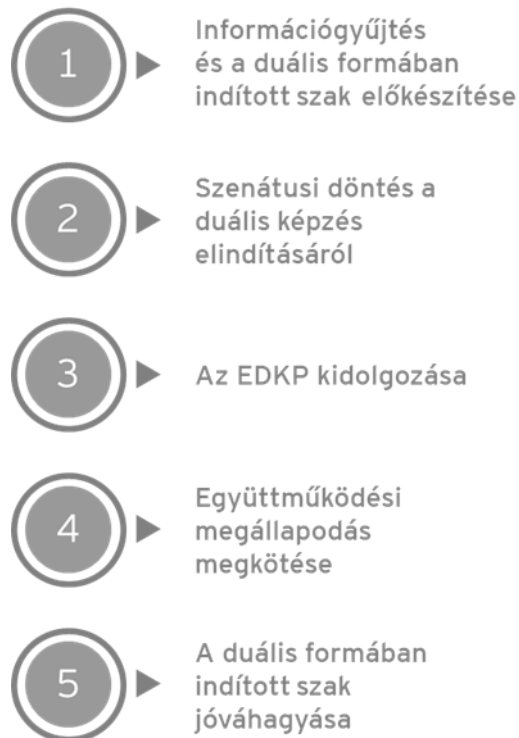 1
Információgyűjtés
és a duális formában
indított szak előkészítése
2
Szenátusi döntés a
duális képzés
elindításáról
3
Az EDKP kidolgozása
4
Együttműködési
megállapodás
megkötése
5
A duális formában
indított szak
jóváhagyása